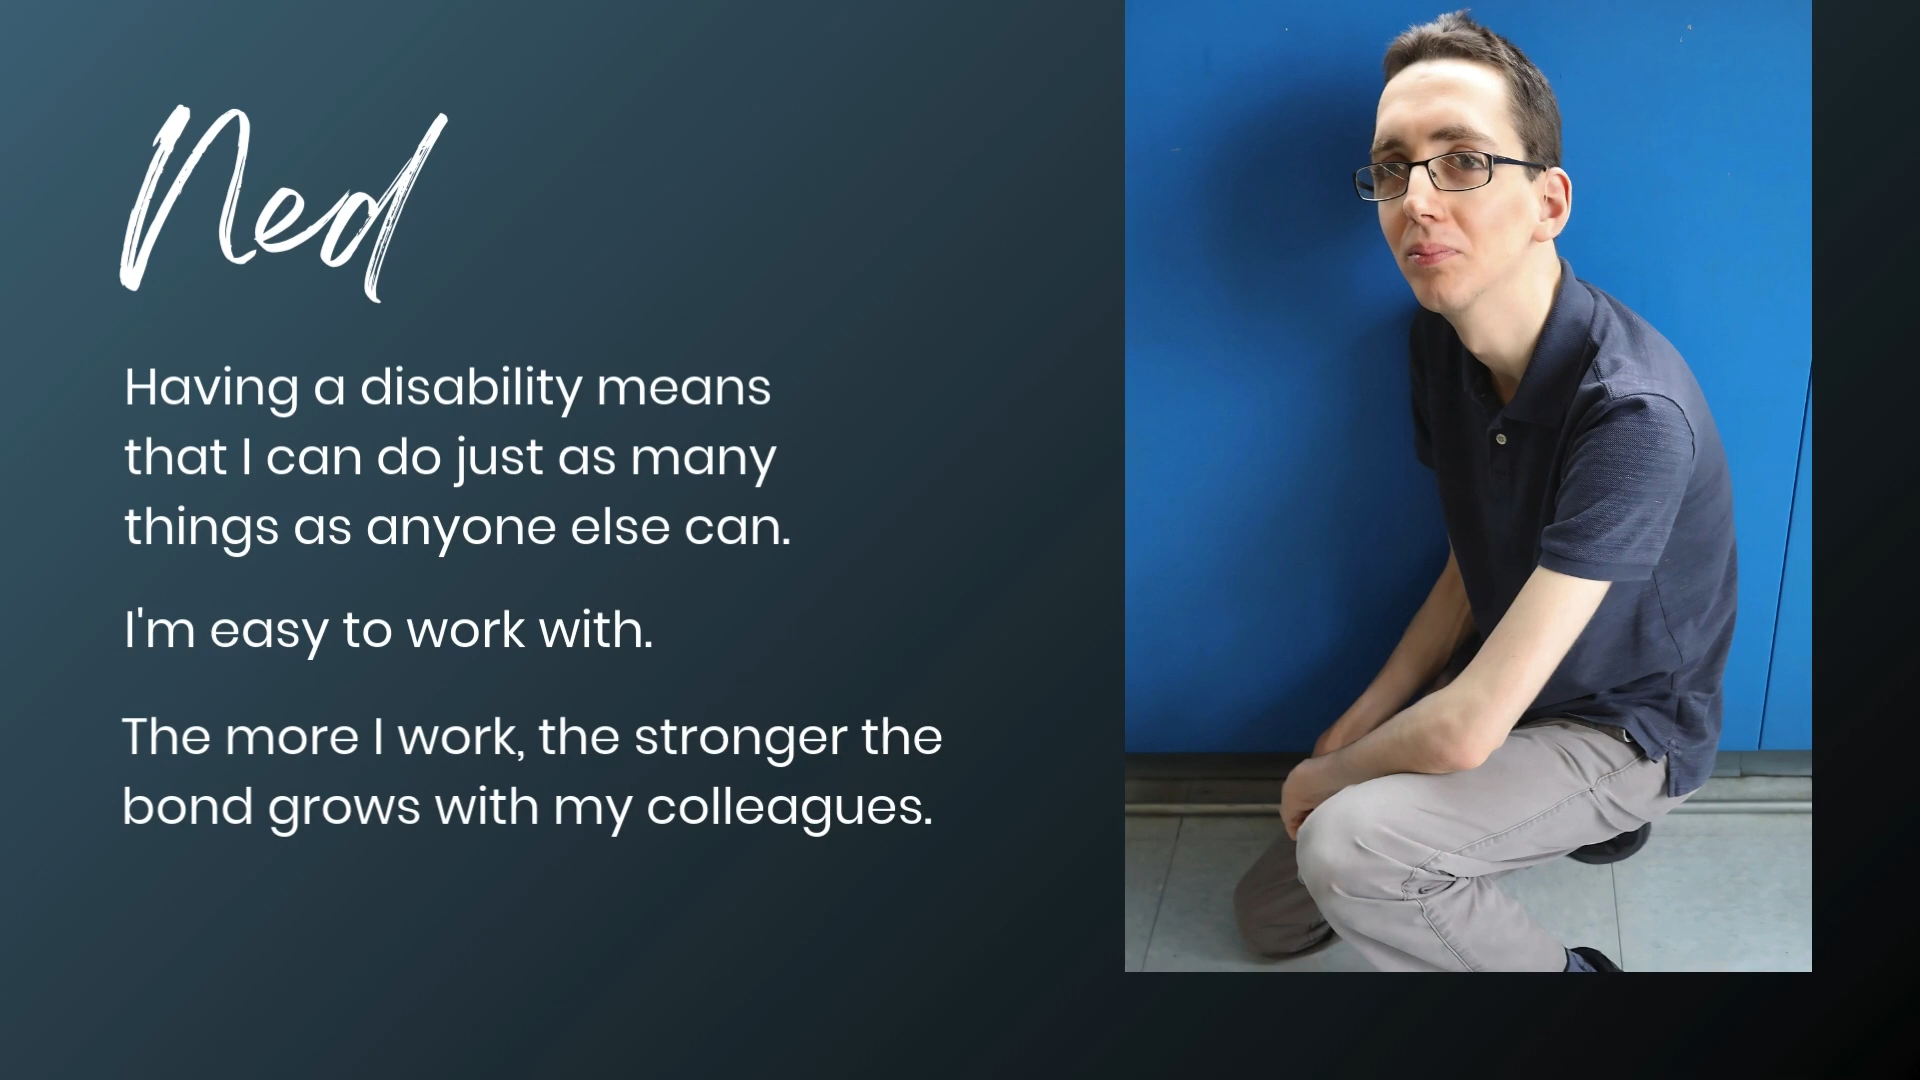 Ned
Having a disability means
that I can do just as many
things as anyone else can.
I'm easy to work with.
The more I work, the stronger the
bond grows with my colleagues.